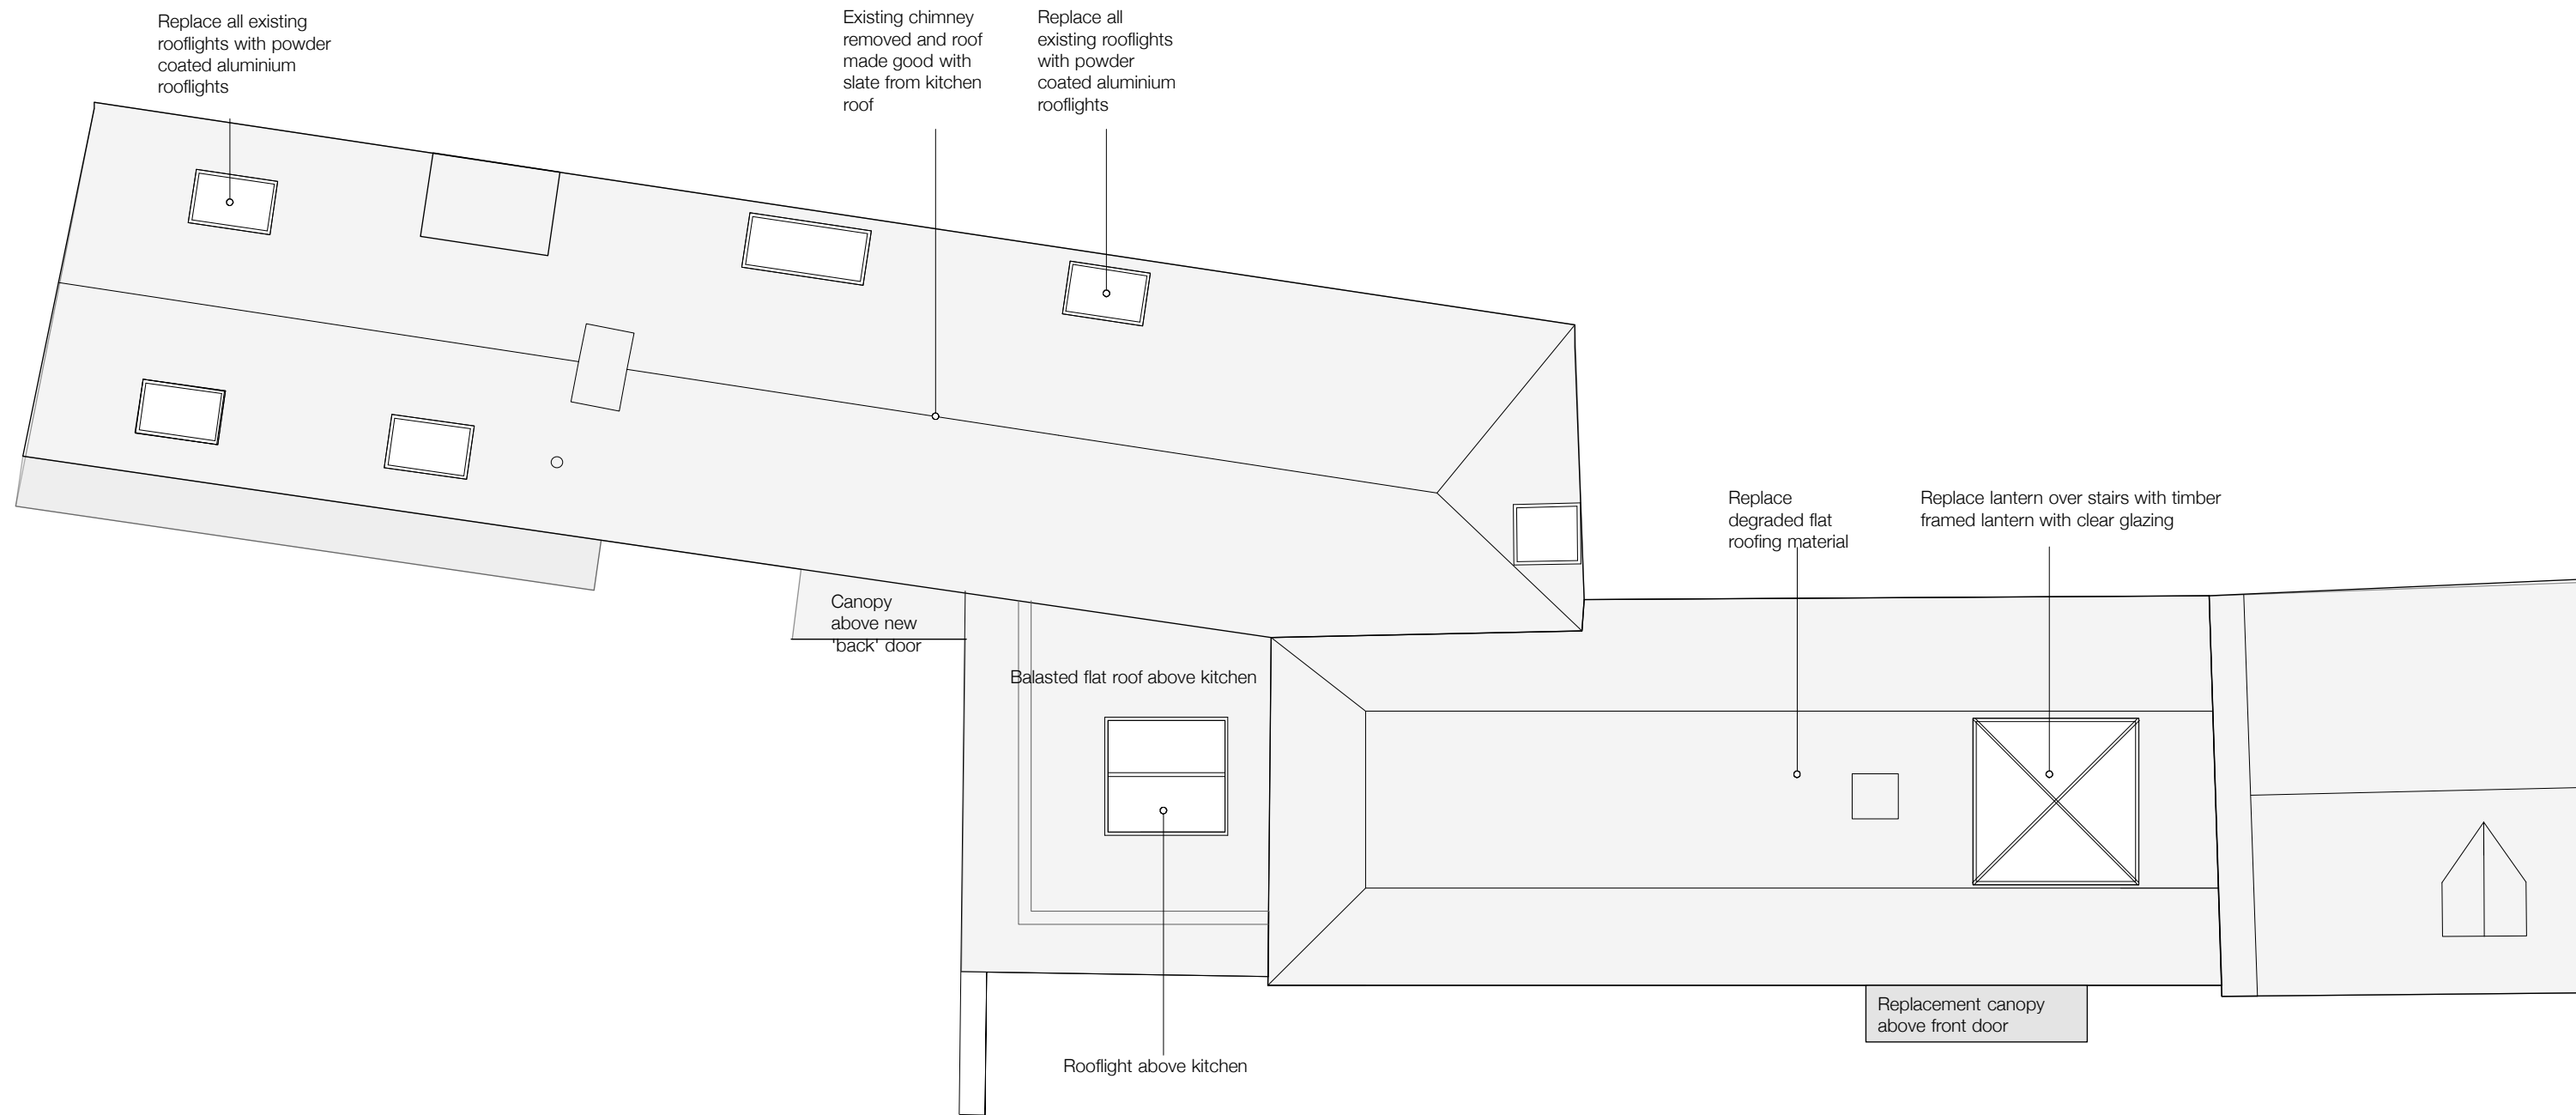 Replace all existing
rooflights with powder
coated aluminium
rooflights
Existing chimney
removed and roof
made good with
slate from kitchen
roof
Replace all
existing rooflights
with powder
coated aluminium
rooflights
Replace
degraded flat
roofing material
Replace lantern over stairs with timber
framed lantern with clear glazing
Canopy
above new
'back' door
Balasted flat roof above kitchen
Replacement canopy
above front door
Rooflight above kitchen